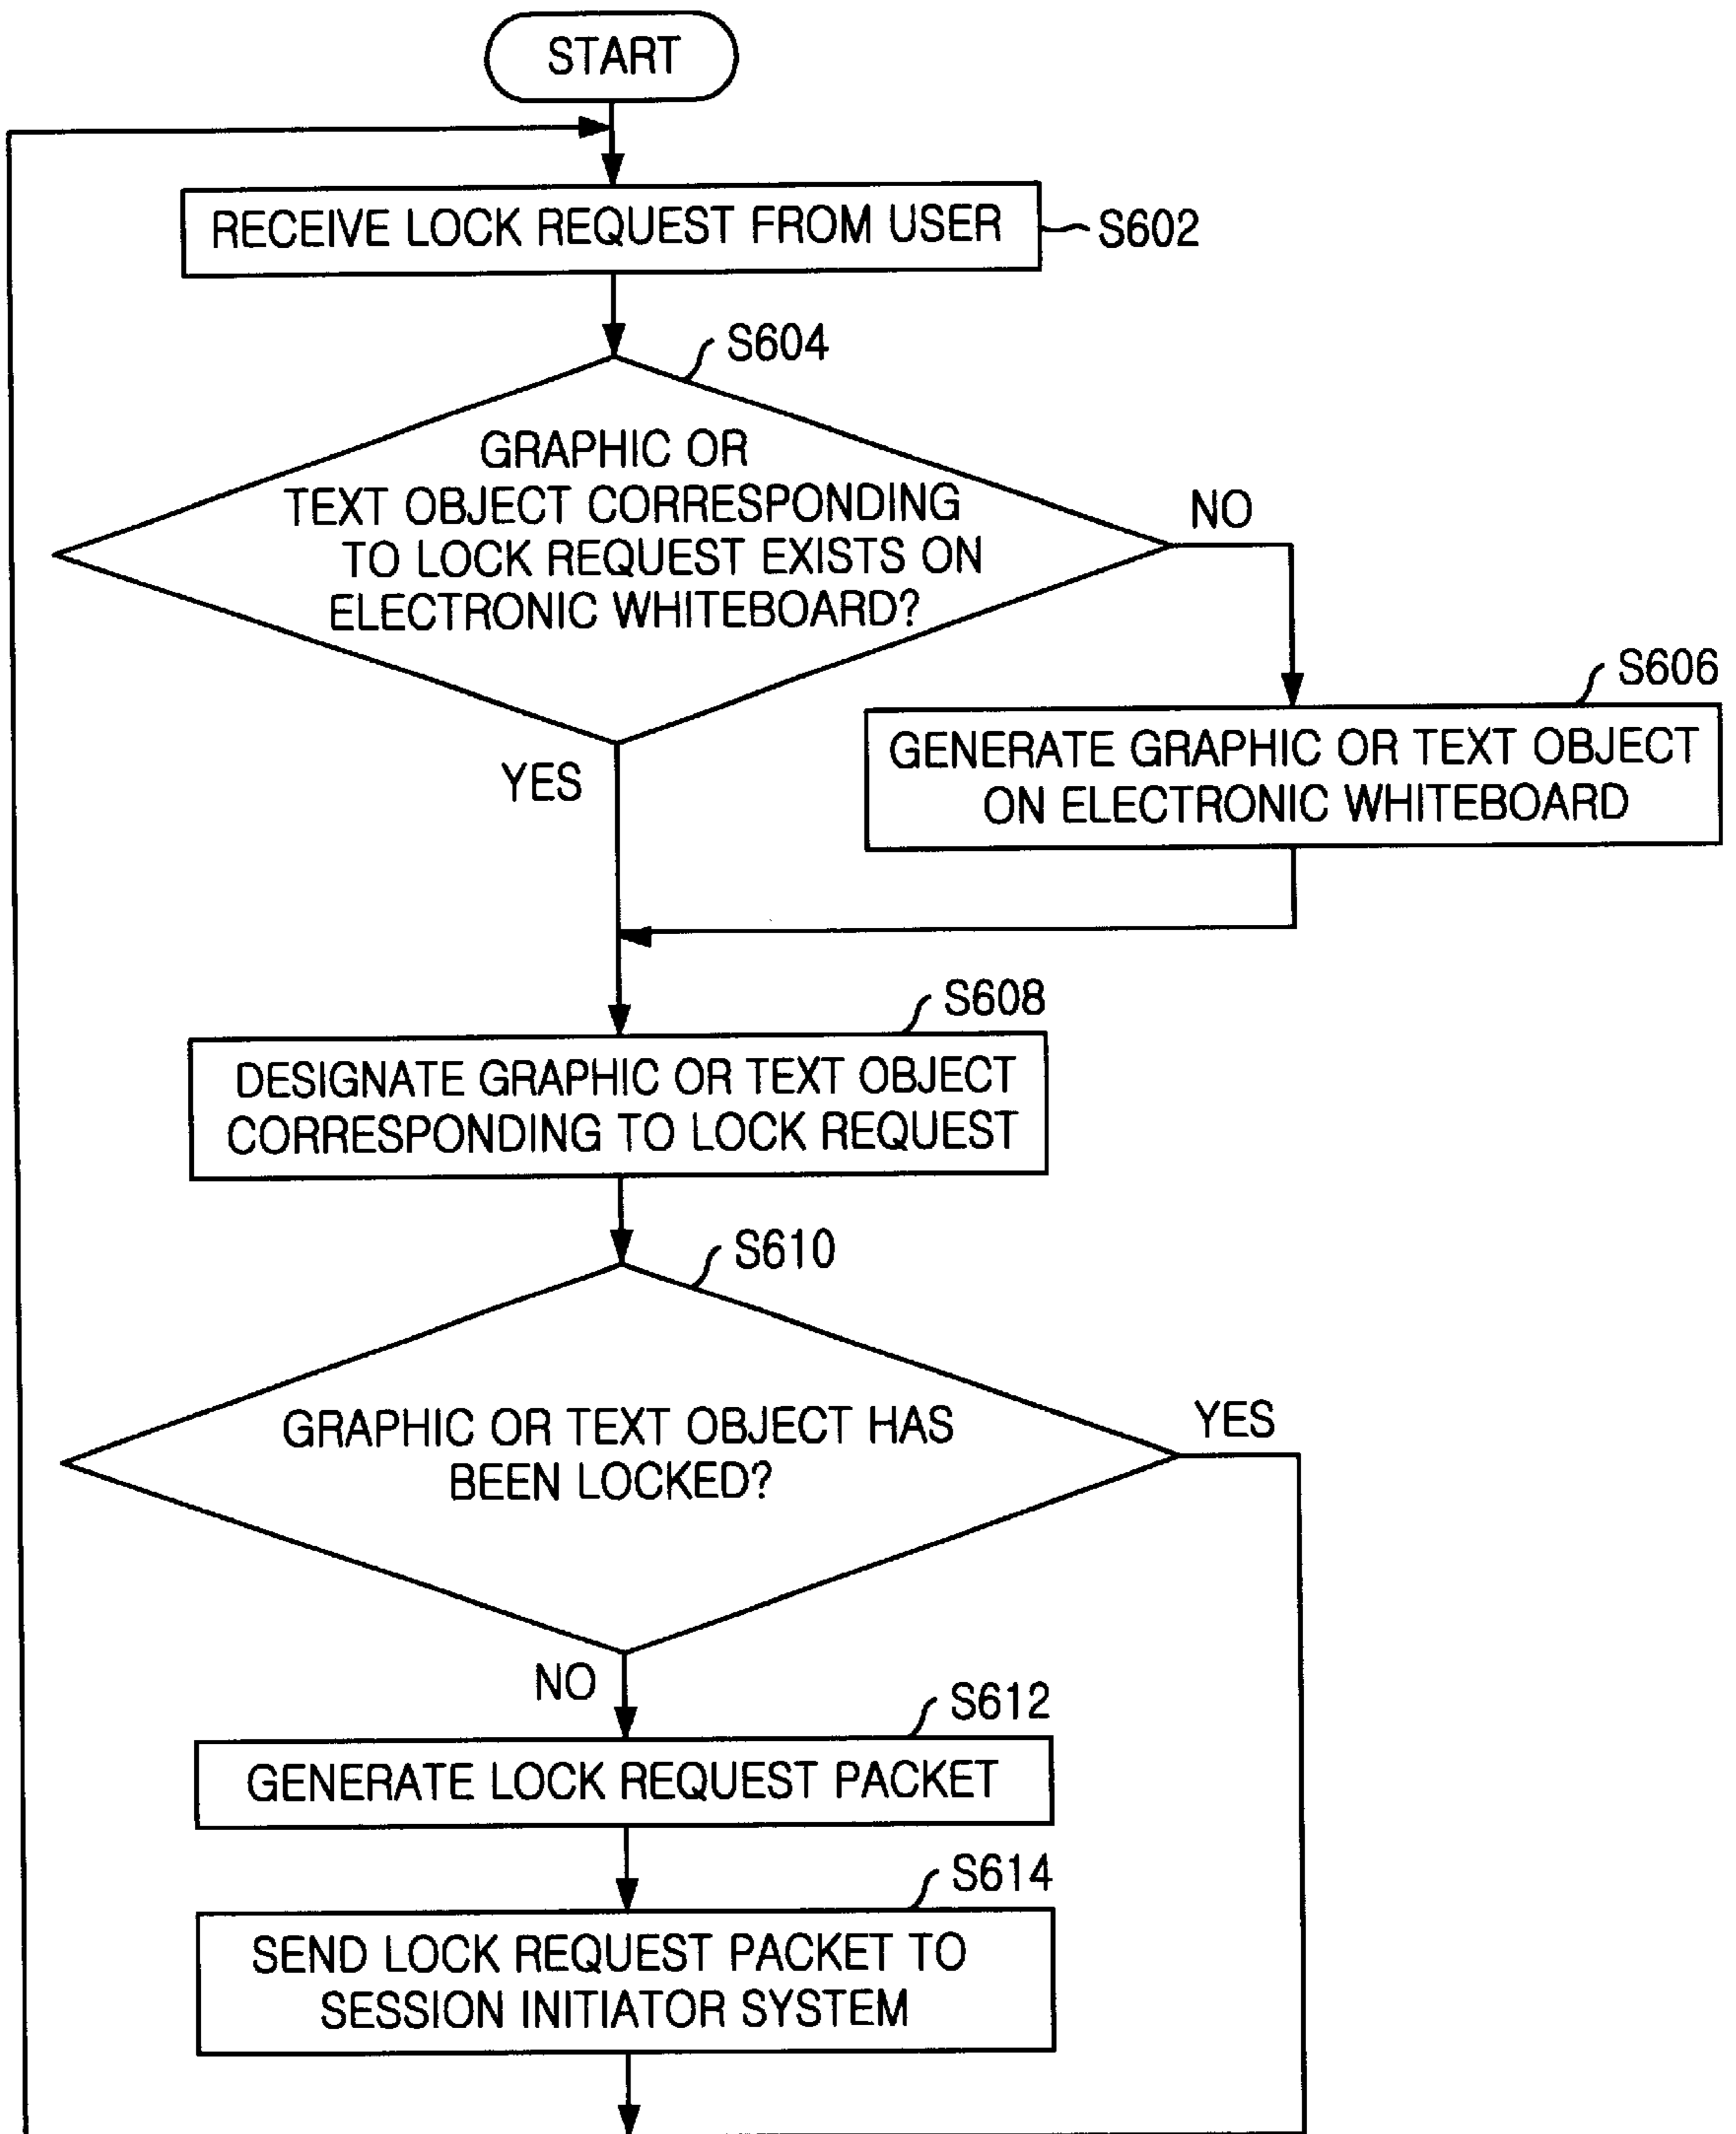 START
RECEIVE LOCK REQUEST FROM USER
S602
S604
GRAPHIC OR
TEXT OBJECT CORRESPONDING
TO LOCK REQUEST EXISTS ON
ELECTRONIC WHITEBOARD?
NO
YES
S606
GENERATE GRAPHIC OR TEXT OBJECT
ON ELECTRONIC WHITEBOARD
S608
DESIGNATE GRAPHIC OR TEXT OBJECT
CORRESPONDING TO LOCK REQUEST
S610
GRAPHIC OR TEXT OBJECT HAS
BEEN LOCKED?
YES
NO
S612
GENERATE LOCK REQUEST PACKET
S614
SEND LOCK REQUEST PACKET TO
SESSION INITIATOR SYSTEM